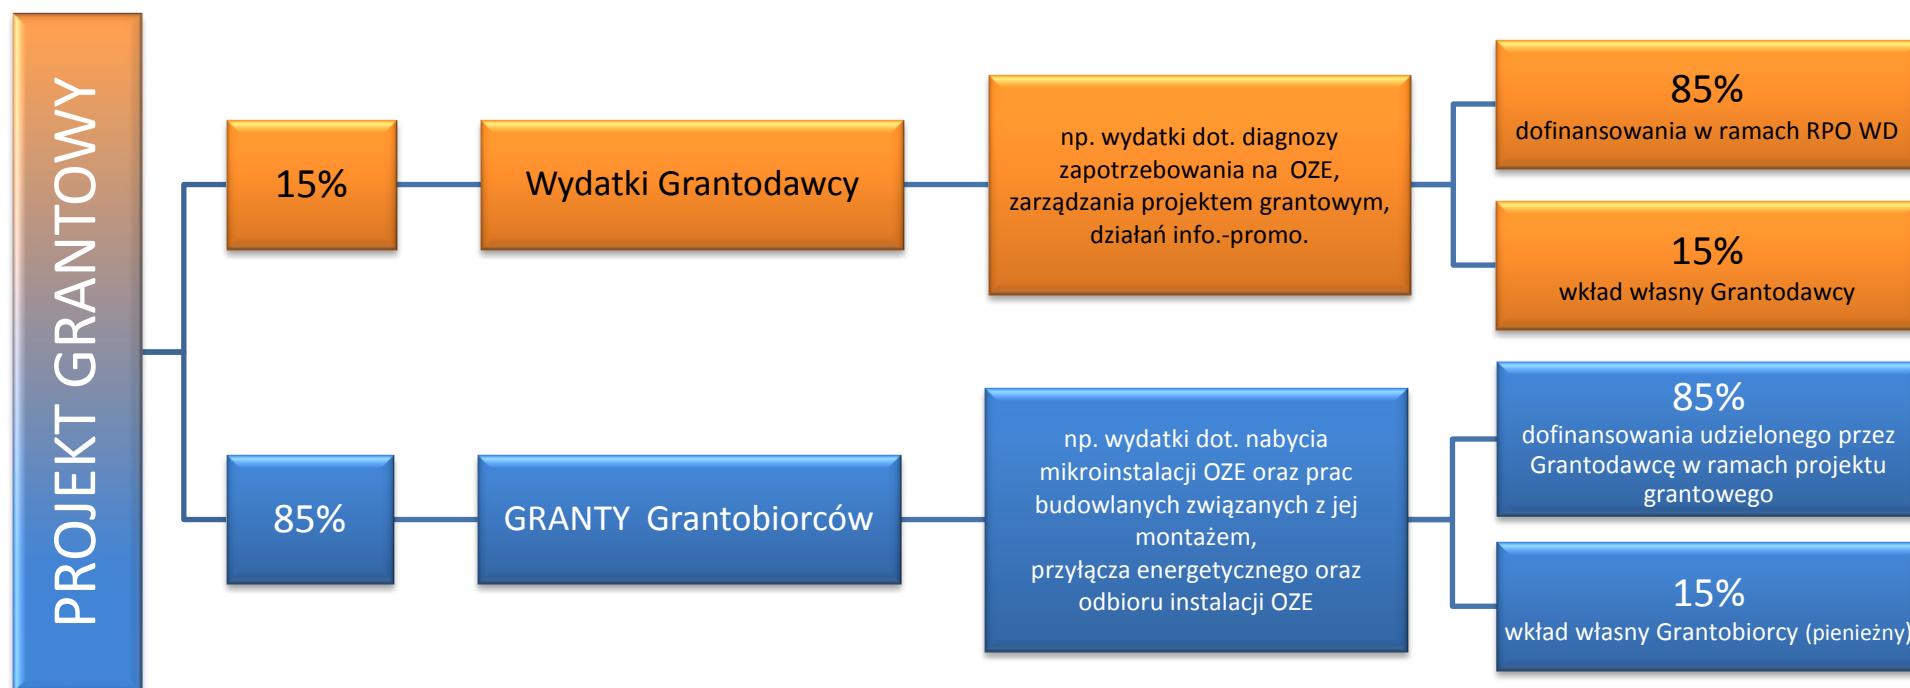 PROJEKT GRANTOWY
15%
Wydatki Grantodawcy
np. wydatki dot. diagnozy
zapotrzebowania na OZE,
zarządzania projektem grantowym,
działań info.-promo.
85%
dofinansowania w ramach RPO WD
15%
wkład własny Grantodawcy
85%
GRANTY Grantobiorców
np. wydatki dot. nabycia
mikroinstalacji OZE oraz prac
budowlanych związanych z jej
montażem,
przyłącza energetycznego oraz
odbioru instalacji OZE
85%
dofinansowania udzielonego przez
Grantodawcę w ramach projektu
grantowego
15%
wkład własny Grantobiorcy (pienieżny)